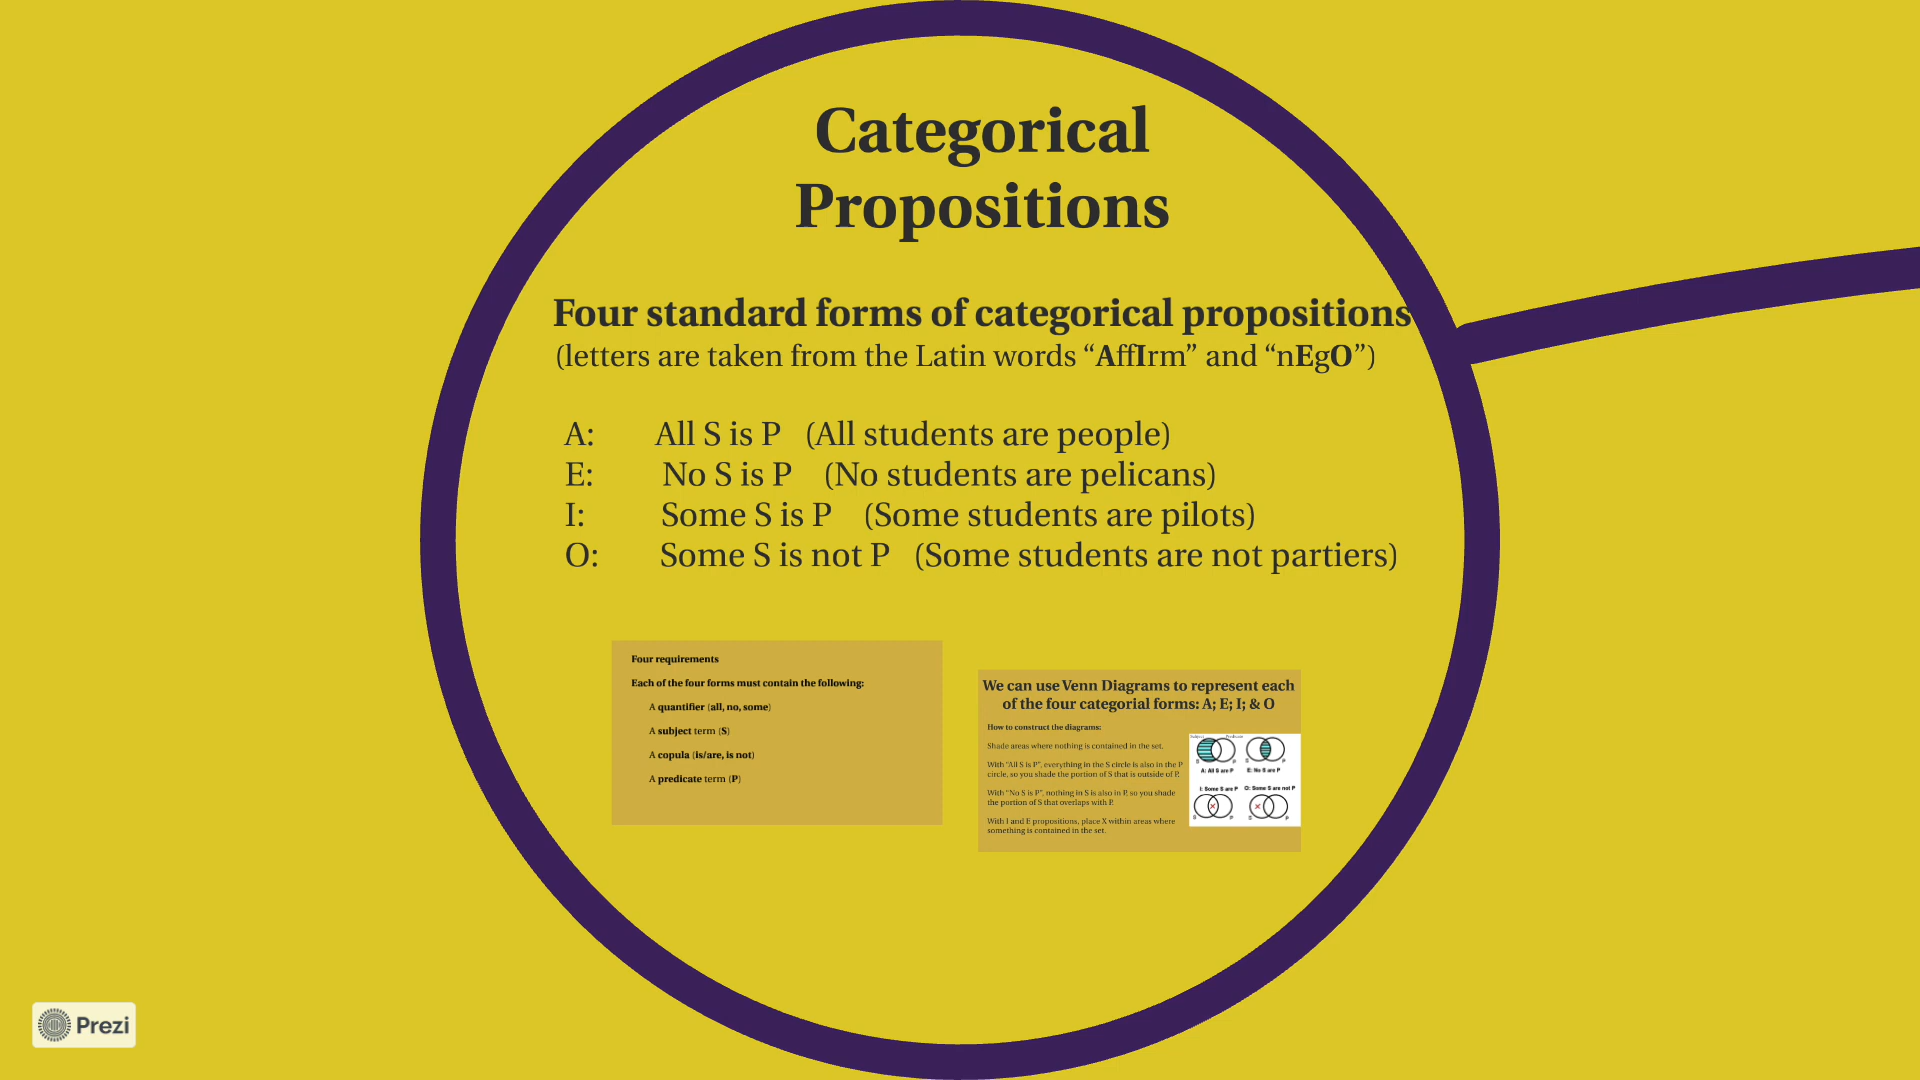 Categorical
Propositions
Four standard forms of categorical propositions
(letters are taken from the Latin words “AffIrm” and “nEgO”)
A: All S is P (All students are people)
E: No S is P (No students are pelicans)
I: Some S is P (Some students are pilots)
O: Some S is not P (Some students are not partiers)
Four requirements
Each of the four forms must contain the following:
A quantifier (all, no, some)
A subject term (S)
A copula (is/are, is not)
A predicate term (P)
We can use Venn Diagrams to represent each
of the four categorial forms: A; E; I; & O
How to construct the diagrams:
Shade areas where nothing is contained in the set.
With "All S is P", everything in the S circle is also in the P
circle, so you shade the portion of S that is outside of P.
With "No S is P", nothing in S is also in P, so you shade
the portion of S that overlaps with P.
With I and E propositions, place X within areas where
something is contained in the set.
Subject Predicate
S P S P
A: All S are P E: No S are P
I: Some S are P O: Some S are not P
S P S P
Prezi